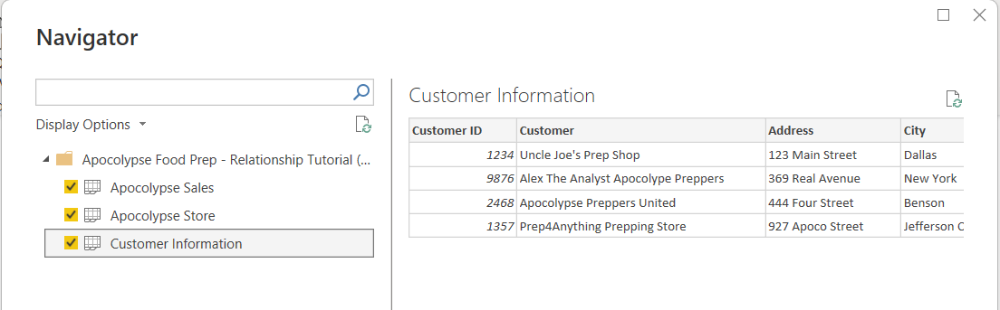 Navigator
Display Options
Apocolypse Food Prep - Relationship Tutorial (...
Apocolypse Sales
Apocolypse Store
Customer Information
Customer Information
Customer ID Customer Address City
1234 Uncle Joe's Prep Shop 123 Main Street Dallas
9876 Alex The Analyst Apocolype Preppers 369 Real Avenue New York
2468 Apocolypse Preppers United 444 Four Street Benson
1357 Prep4Anything Prepping Store 927 Apoco Street Jefferson C